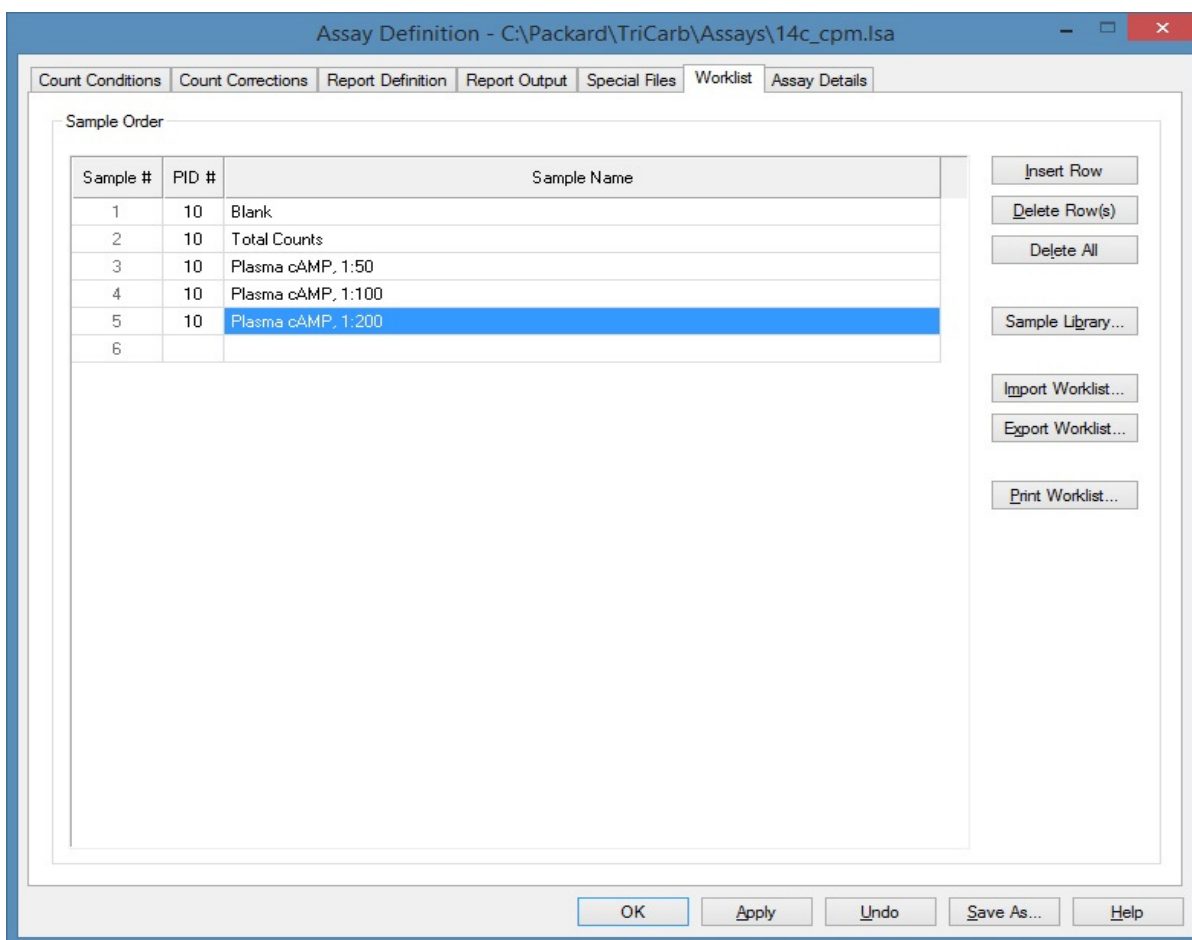 Assay Definition - C:\Packard\TriCarb\Assays\14c_cpm.lsa
Count Conditions Count Corrections Report Definition Report Output Special Files Worklist Assay Details
Sample Order
Sample # PID # Sample Name
1 10 Blank
2 10 Total Counts
3 10 Plasma cAMP, 1:50
4 10 Plasma cAMP, 1:100
5 10 Plasma cAMP, 1:200
6
Insert Row
Delete Row(s)
Delete All
Sample Library...
Import Worklist...
Export Worklist...
Print Worklist...
OK Apply Undo Save As... Help